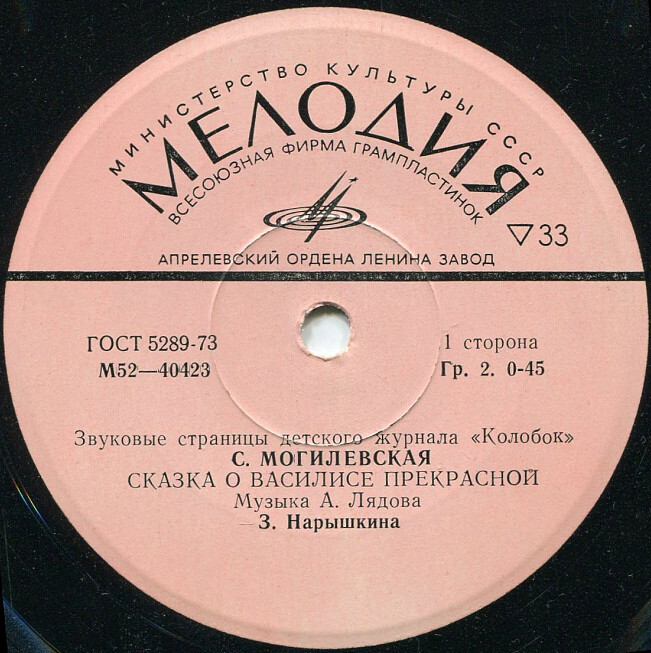 МИНИСТЕРСТВО КУЛЬТУРЫ СССР
МЕЛОДИЯ
ВСЕСОЮЗНАЯ ФИРМА ГРАМПЛАСТИНОК
▽33
АПРЕЛЕВСКИЙ ОРДЕНА ЛЕНИНА ЗАВОД
ГОСТ 5289-73
1 сторона
М52—40423
Гр. 2. 0-45
Звуковые страницы детского журнала «Колобок»
С. МОГИЛЕВСКАЯ
СКАЗКА О ВАСИЛИСЕ ПРЕКРАСНОЙ
Музыка А. Лядова
З. Нарышкина